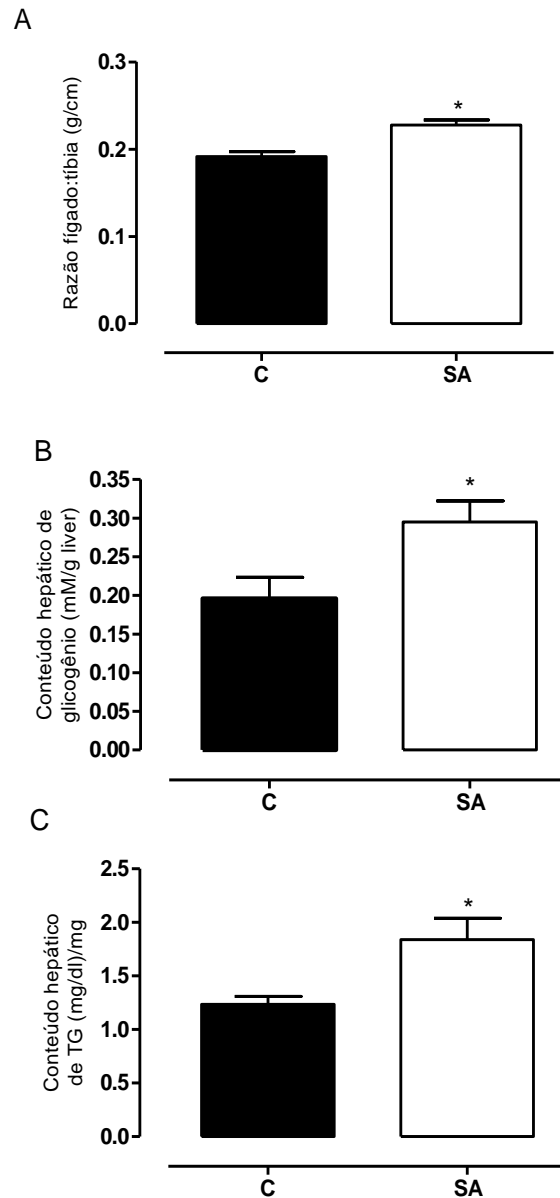 A
Razão fígado:tíbia (g/cm)
0.3
0.2
0.1
0.0
*
C
SA
B
Conteúdo hepático de
glicogênio (mM/g liver)
0.35
0.30
0.25
0.20
0.15
0.10
0.05
0.00
*
C
SA
C
Conteúdo hepático
de TG (mg/dl)/mg
2.5
2.0
1.5
1.0
0.5
0.0
*
C
SA